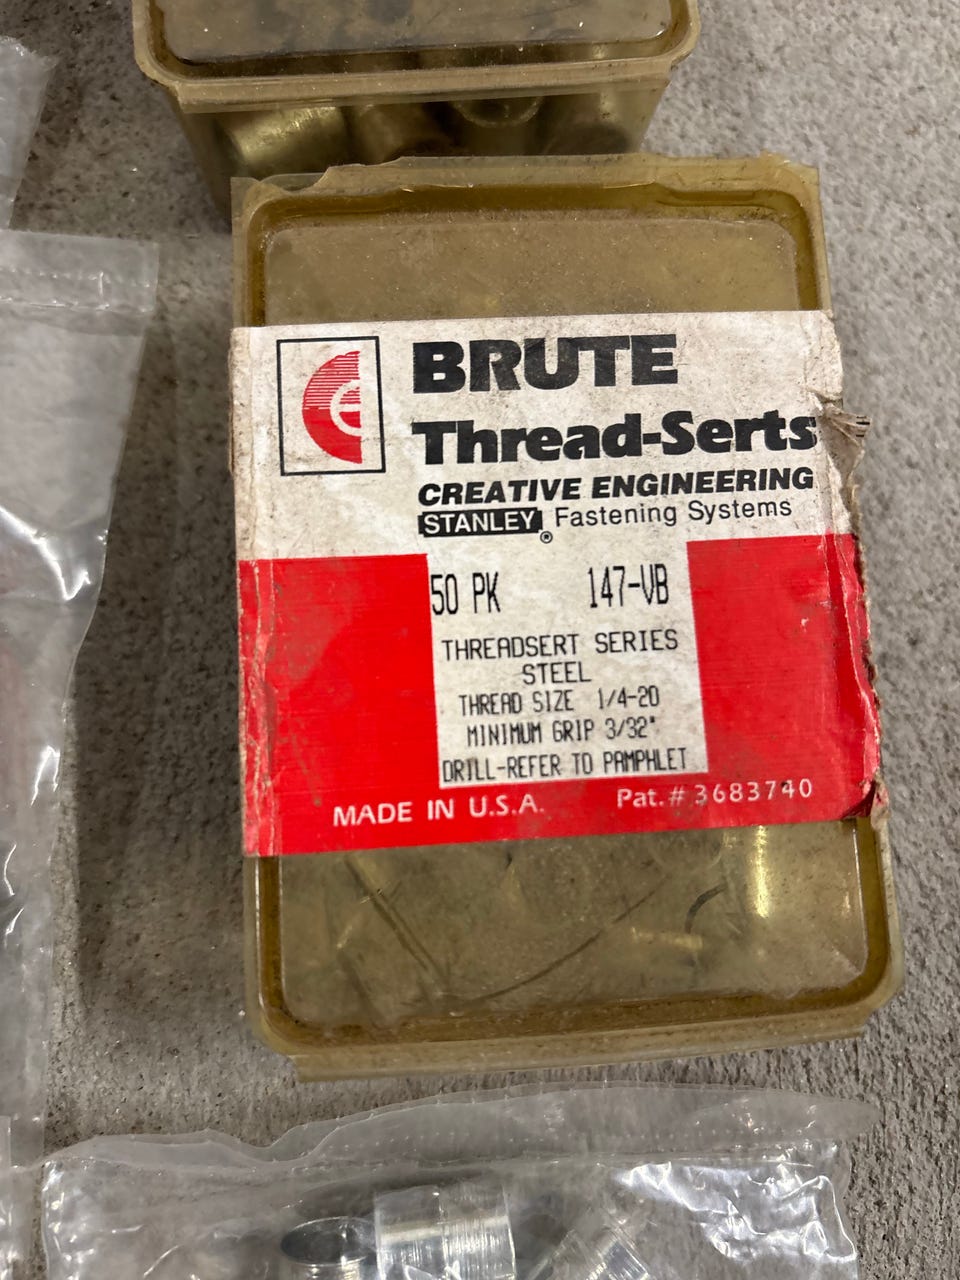 BRUTE
Thread-Serts
CREATIVE ENGINEERING
STANLEY® Fastening Systems
50 PK 147-VB
THREADSERT SERIES
STEEL
THREAD SIZE 1/4-20
MINIMUM GRIP 3/32"
DRILL-REFER TO PAMPHLET
MADE IN U.S.A. Pat.# 3683740